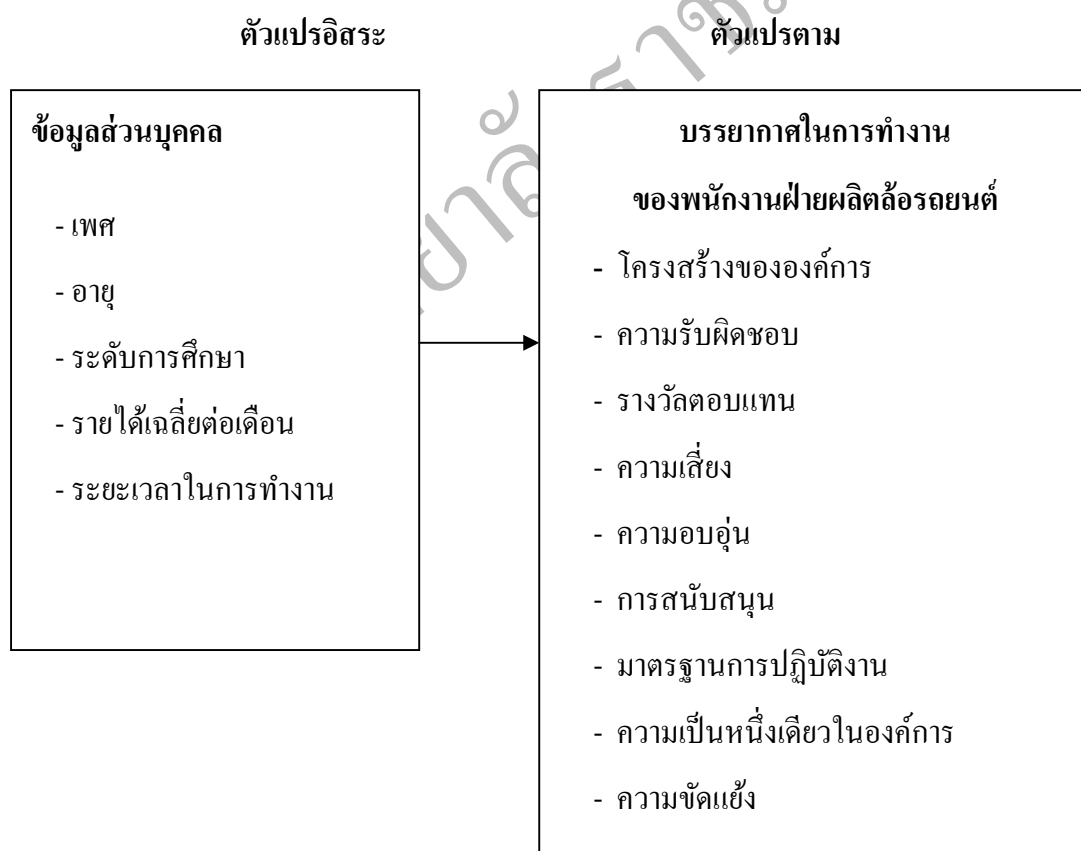 ตัวแปรอิสระ
ตัวแปรตาม
ข้อมูลส่วนบุคคล
- เพศ
- อายุ
- ระดับการศึกษา
- รายได้เฉลี่ยต่อเดือน
- ระยะเวลาในการทำงาน
บรรยากาศในการทำงาน
ของพนักงานฝ่ายผลิตล้อรถยนต์
- โครงสร้างขององค์การ
- ความรับผิดชอบ
- รางวัลตอบแทน
- ความเสี่ยง
- ความอบอุ่น
- การสนับสนุน
- มาตรฐานการปฏิบัติงาน
- ความเป็นหนึ่งเดียวในองค์การ
- ความขัดแย้ง